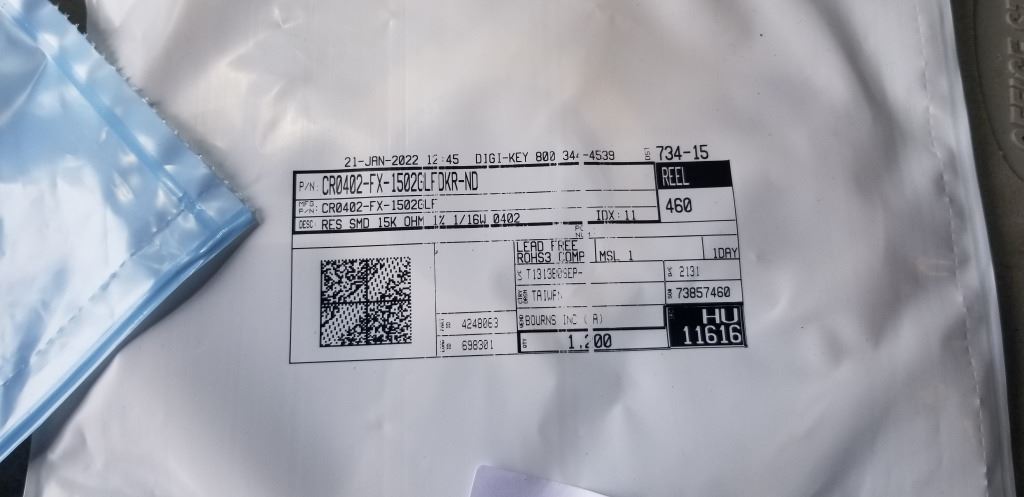 21-JAN-2022 12:45 DIGI-KEY 800 344-4539
734-15
P/N: CR0402-FX-1502GLFDKR-ND
REEL
MFG P/N: CR0402-FX-1502GLF
460
DESC: RES SMD 15K OHM 1% 1/16W 0402
IDX: 11
LEAD FREE
ROHS3 COMP
MSL 1
1DAY
2131
TAIWAN
73857460
4248063
BOURNS INC (A)
HU
11616
698301
1,200
OFFICE